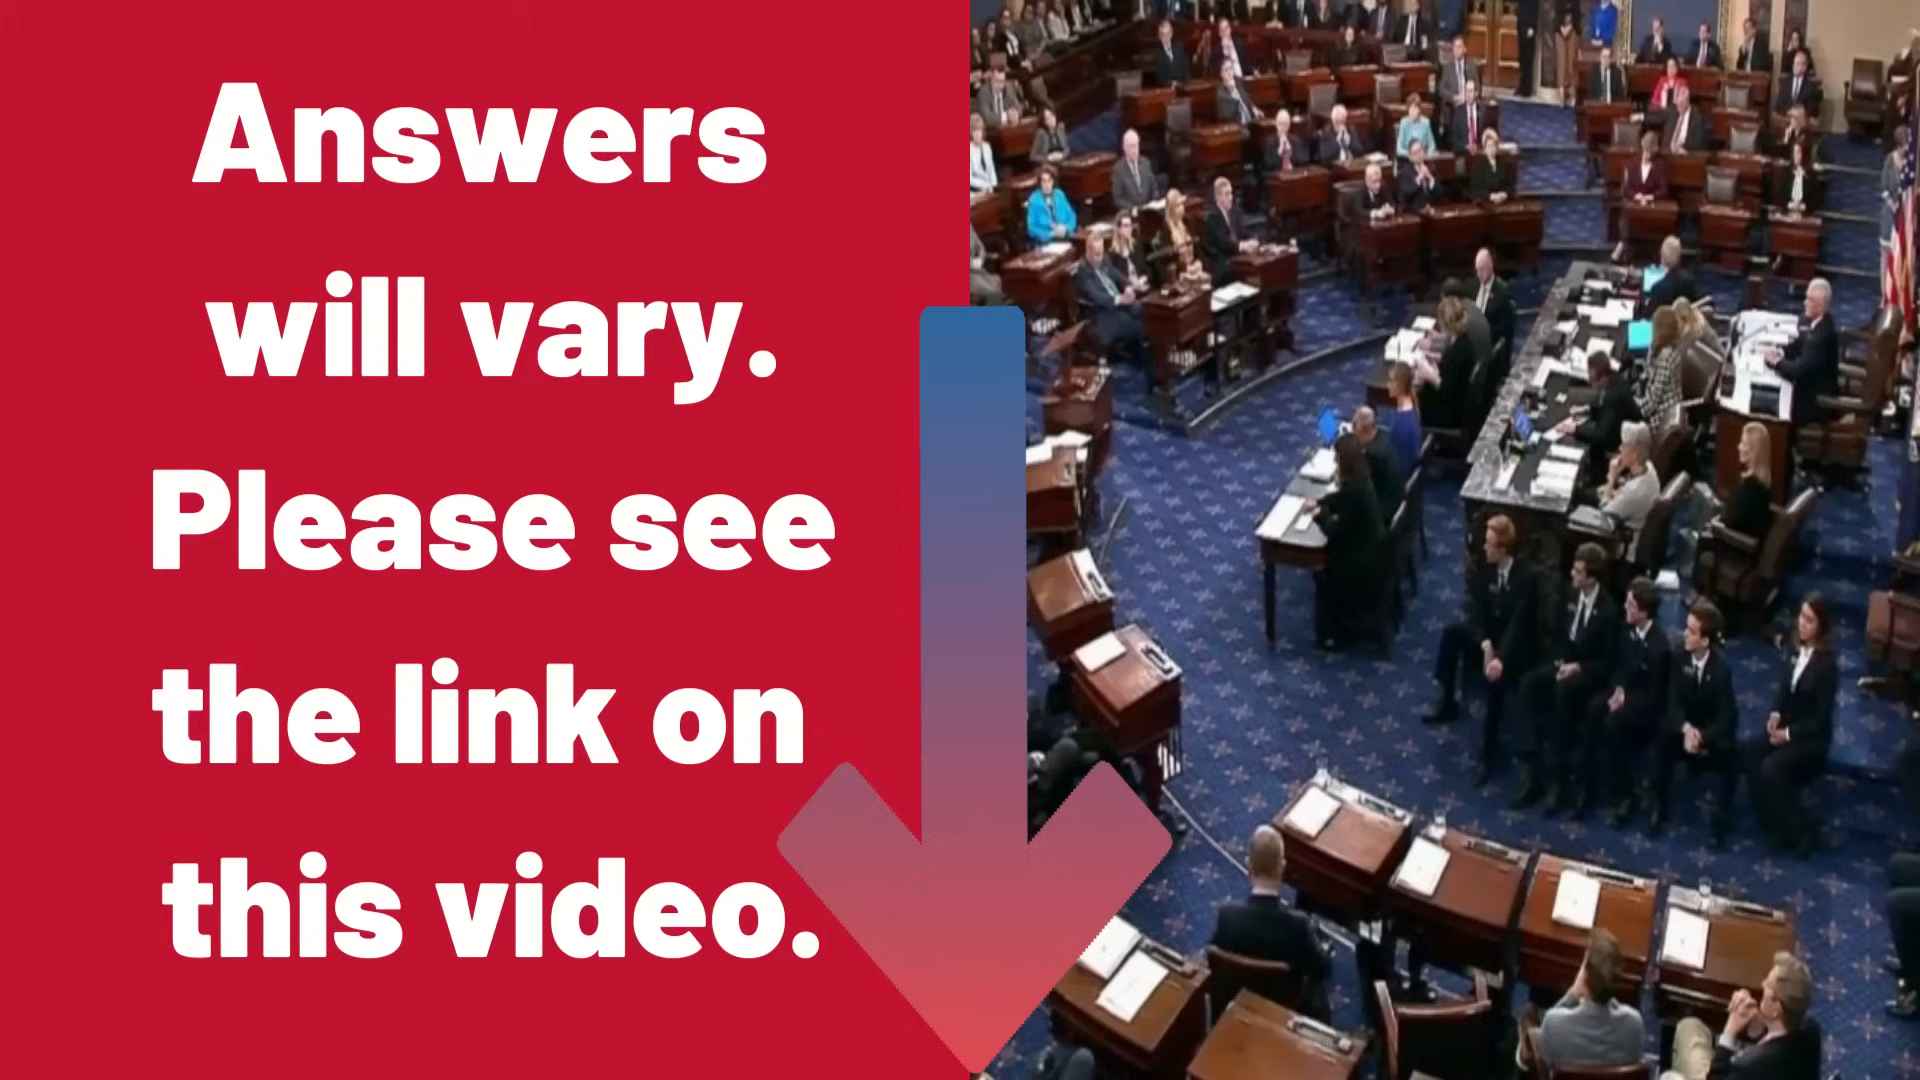 Answers
will vary.
Please see
the link on
this video.